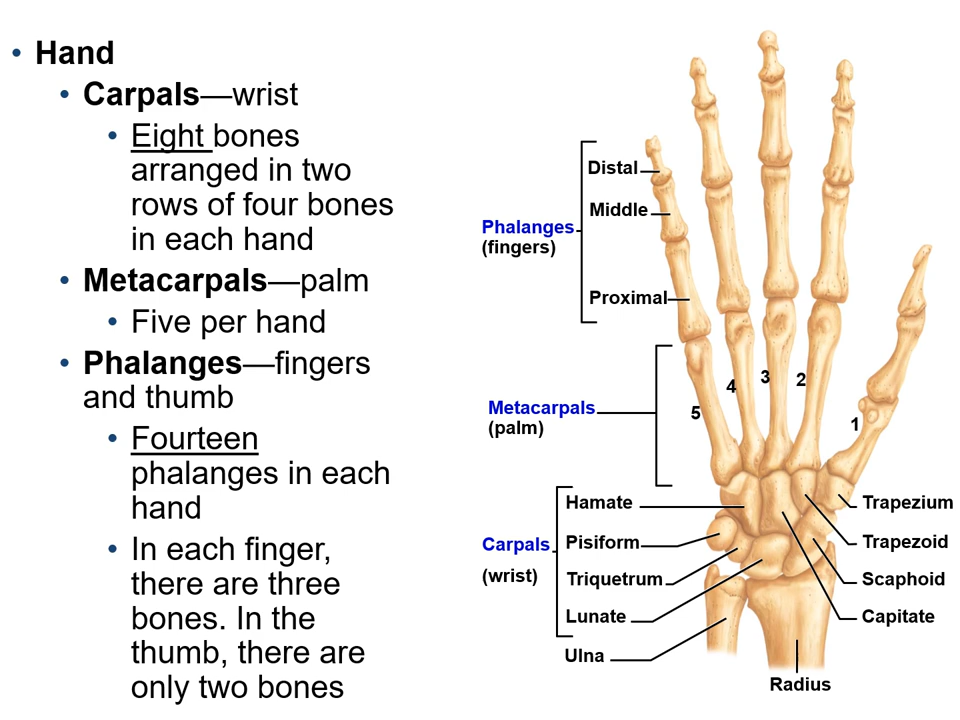 • Hand
• Carpals—wrist
• Eight bones
arranged in two
rows of four bones
in each hand
• Metacarpals—palm
• Five per hand
• Phalanges—fingers
and thumb
• Fourteen
phalanges in each
hand
• In each finger,
there are three
bones. In the
thumb, there are
only two bones
Distal
Middle
Phalanges
(fingers)
Proximal
Metacarpals
(palm)
5
4
3
2
1
Carpals
(wrist)
Hamate
Pisiform
Triquetrum
Lunate
Ulna
Trapezium
Trapezoid
Scaphoid
Capitate
Radius